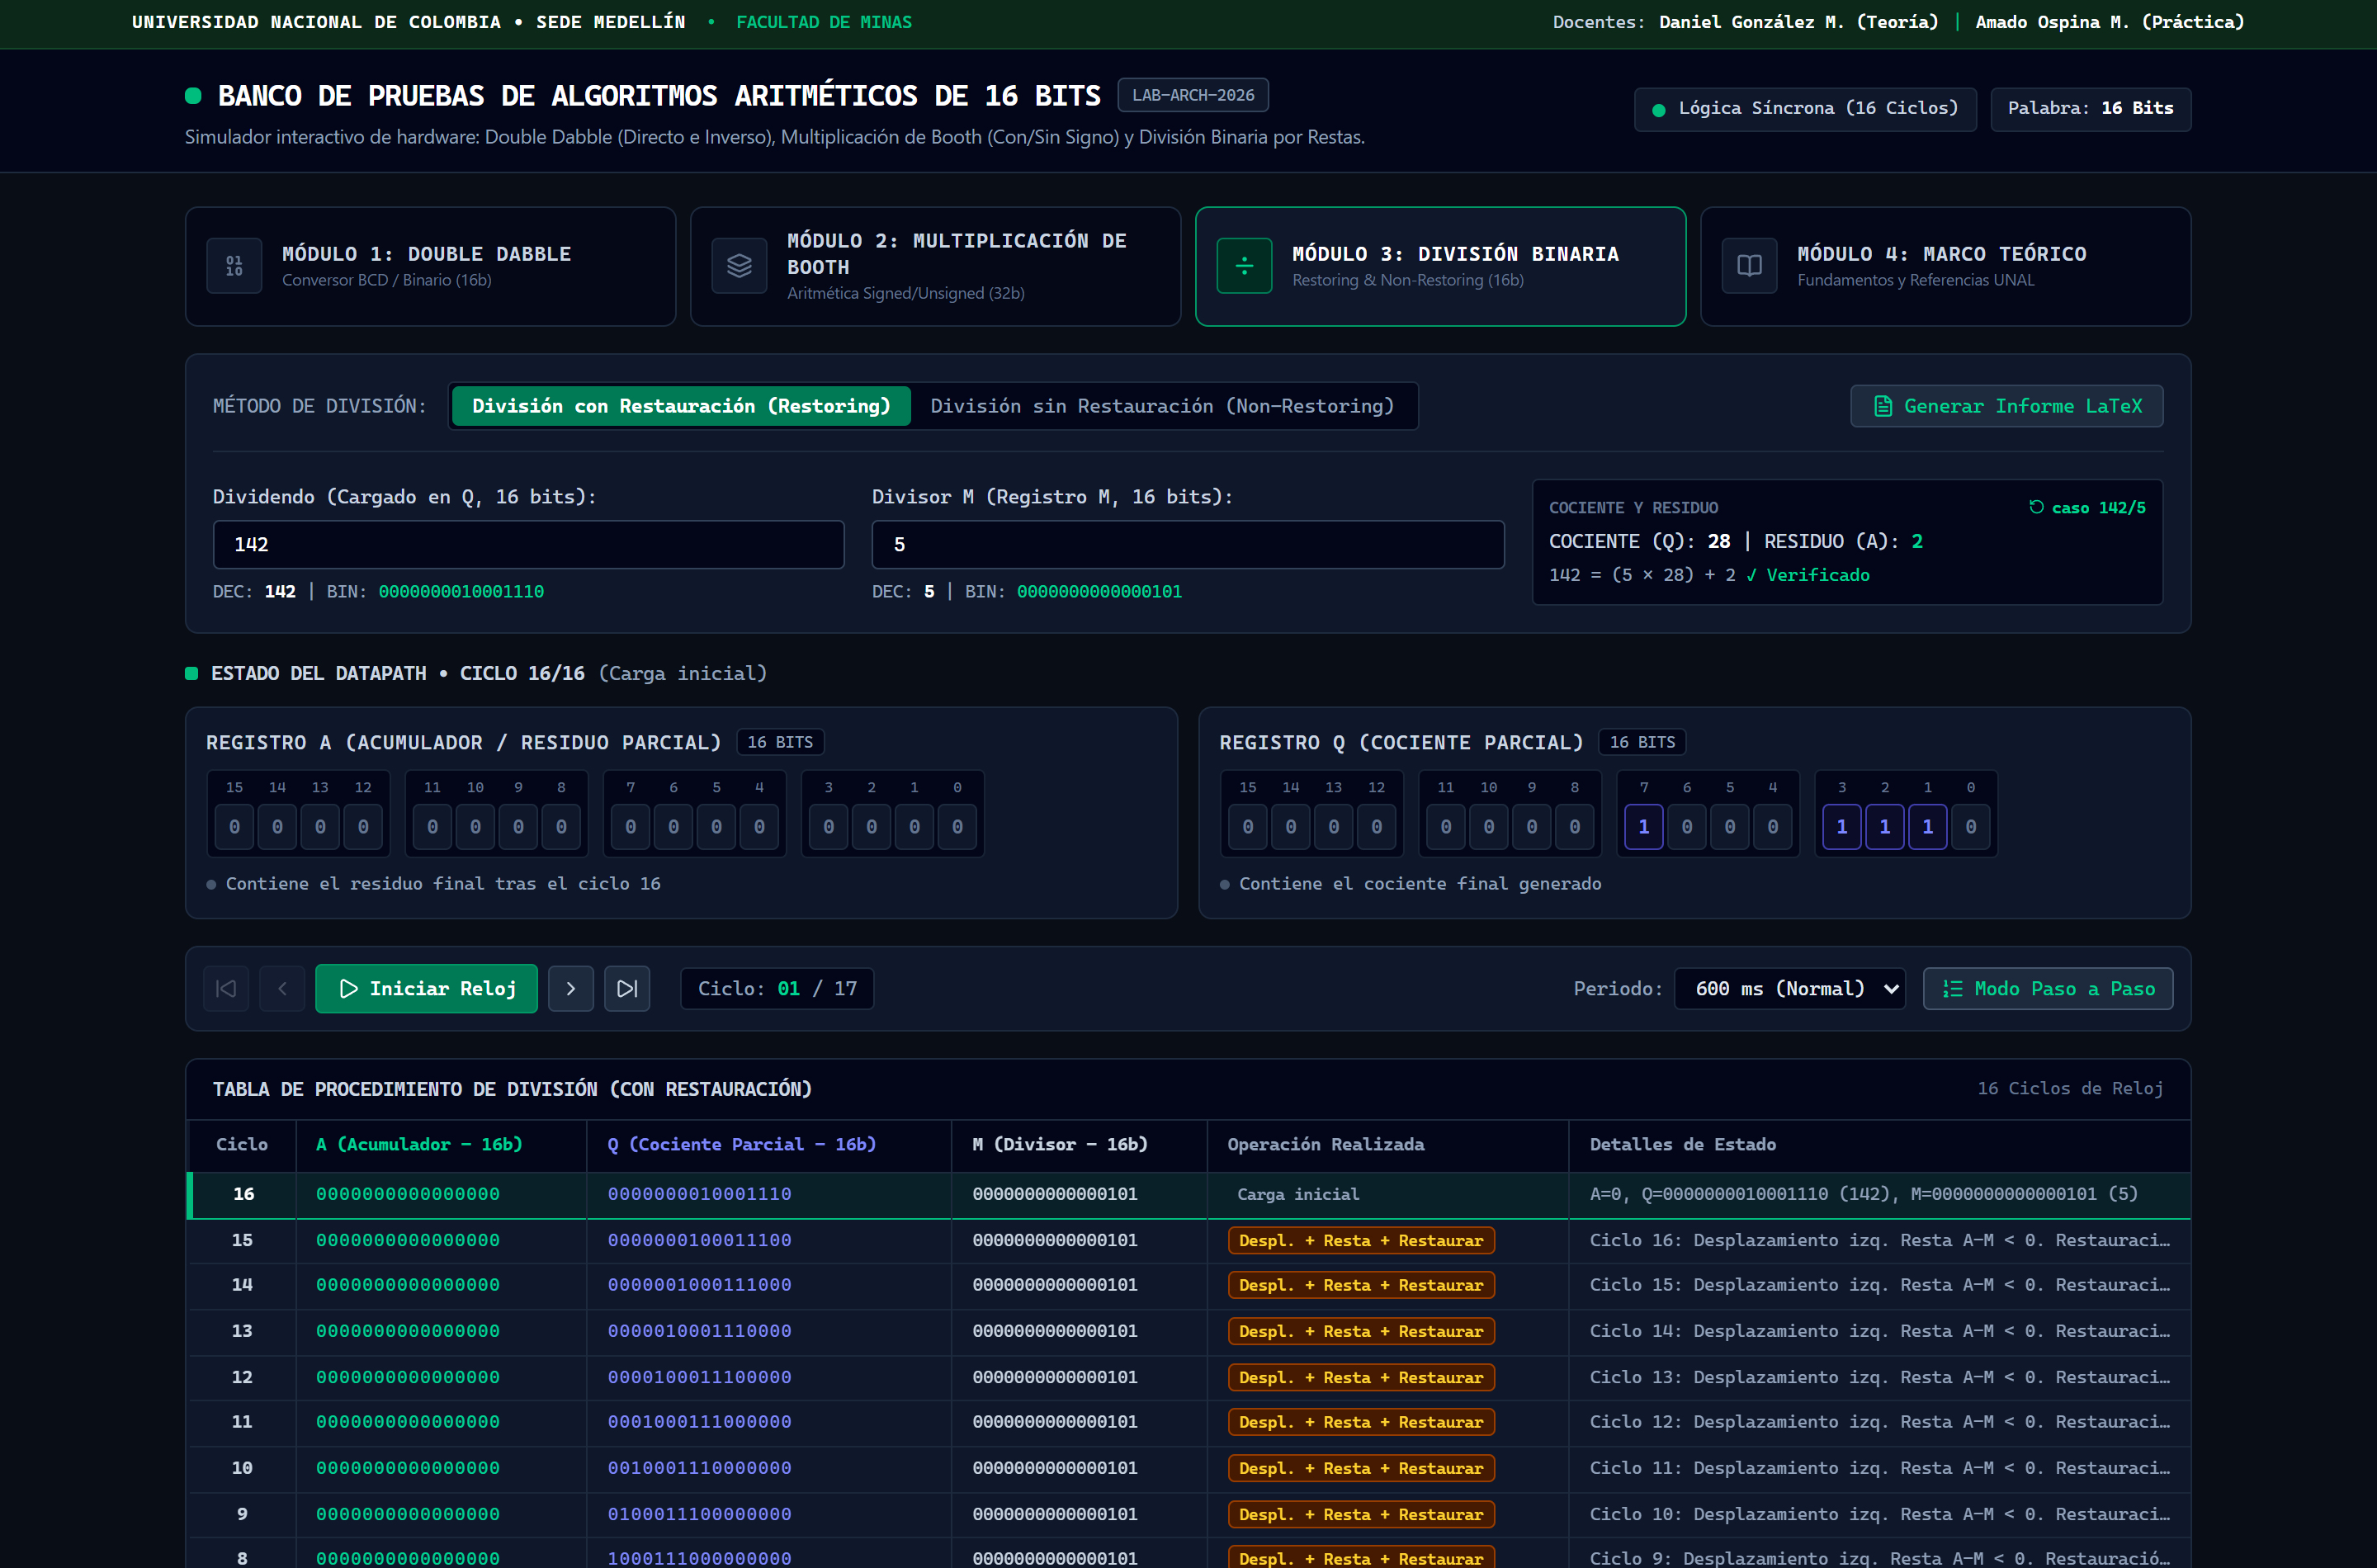 UNIVERSIDAD NACIONAL DE COLOMBIA • SEDE MEDELLÍN • FACULTAD DE MINAS
Docentes: Daniel González M. (Teoría) | Amado Ospina M. (Práctica)
BANCO DE PRUEBAS DE ALGORITMOS ARITMÉTICOS DE 16 BITS LAB-ARCH-2026
Simulador interactivo de hardware: Double Dabble (Directo e Inverso), Multiplicación de Booth (Con/Sin Signo) y División Binaria por Restas.
Lógica Síncrona (16 Ciclos)
Palabra: 16 Bits
01
10
MÓDULO 1: DOUBLE DABBLE
Conversor BCD / Binario (16b)
MÓDULO 2: MULTIPLICACIÓN DE
BOOTH
Aritmética Signed/Unsigned (32b)
MÓDULO 3: DIVISIÓN BINARIA
Restoring & Non-Restoring (16b)
MÓDULO 4: MARCO TEÓRICO
Fundamentos y Referencias UNAL
MÉTODO DE DIVISIÓN: División con Restauración (Restoring) División sin Restauración (Non-Restoring)
Generar Informe LaTeX
Dividendo (Cargado en Q, 16 bits):
142
DEC: 142 | BIN: 0000000010001110
Divisor M (Registro M, 16 bits):
5
DEC: 5 | BIN: 0000000000000101
COCIENTE Y RESIDUO caso 142/5
COCIENTE (Q): 28 | RESIDUO (A): 2
142 = (5 × 28) + 2 ✓ Verificado
ESTADO DEL DATAPATH • CICLO 16/16 (Carga inicial)
REGISTRO A (ACUMULADOR / RESIDUO PARCIAL) 16 BITS
15 14 13 12 11 10 9 8 7 6 5 4 3 2 1 0
0 0 0 0 0 0 0 0 0 0 0 0 0 0 0 0
Contiene el residuo final tras el ciclo 16
REGISTRO Q (COCIENTE PARCIAL) 16 BITS
15 14 13 12 11 10 9 8 7 6 5 4 3 2 1 0
0 0 0 0 0 0 0 0 1 0 0 0 1 1 1 0
Contiene el cociente final generado
Iniciar Reloj
Ciclo: 01 / 17
Periodo: 600 ms (Normal)
Modo Paso a Paso
TABLA DE PROCEDIMIENTO DE DIVISIÓN (CON RESTAURACIÓN) 16 Ciclos de Reloj
Ciclo A (Acumulador - 16b) Q (Cociente Parcial - 16b) M (Divisor - 16b) Operación Realizada Detalles de Estado
16 0000000000000000 0000000010001110 0000000000000101 Carga inicial A=0, Q=0000000010001110 (142), M=0000000000000101 (5)
15 0000000000000000 0000000100011100 0000000000000101 Despl. + Resta + Restaurar Ciclo 16: Desplazamiento izq. Resta A-M < 0. Restauraci…
14 0000000000000000 0000001000111000 0000000000000101 Despl. + Resta + Restaurar Ciclo 15: Desplazamiento izq. Resta A-M < 0. Restauraci…
13 0000000000000000 0000010001110000 0000000000000101 Despl. + Resta + Restaurar Ciclo 14: Desplazamiento izq. Resta A-M < 0. Restauraci…
12 0000000000000000 0000100011100000 0000000000000101 Despl. + Resta + Restaurar Ciclo 13: Desplazamiento izq. Resta A-M < 0. Restauraci…
11 0000000000000000 0001000111000000 0000000000000101 Despl. + Resta + Restaurar Ciclo 12: Desplazamiento izq. Resta A-M < 0. Restauraci…
10 0000000000000000 0010001110000000 0000000000000101 Despl. + Resta + Restaurar Ciclo 11: Desplazamiento izq. Resta A-M < 0. Restauraci…
9 0000000000000000 0100011100000000 0000000000000101 Despl. + Resta + Restaurar Ciclo 10: Desplazamiento izq. Resta A-M < 0. Restauraci…
8 0000000000000000 1000111000000000 0000000000000101 Despl. + Resta + Restaurar Ciclo 9: Desplazamiento izq. Resta A-M < 0. Restauració…